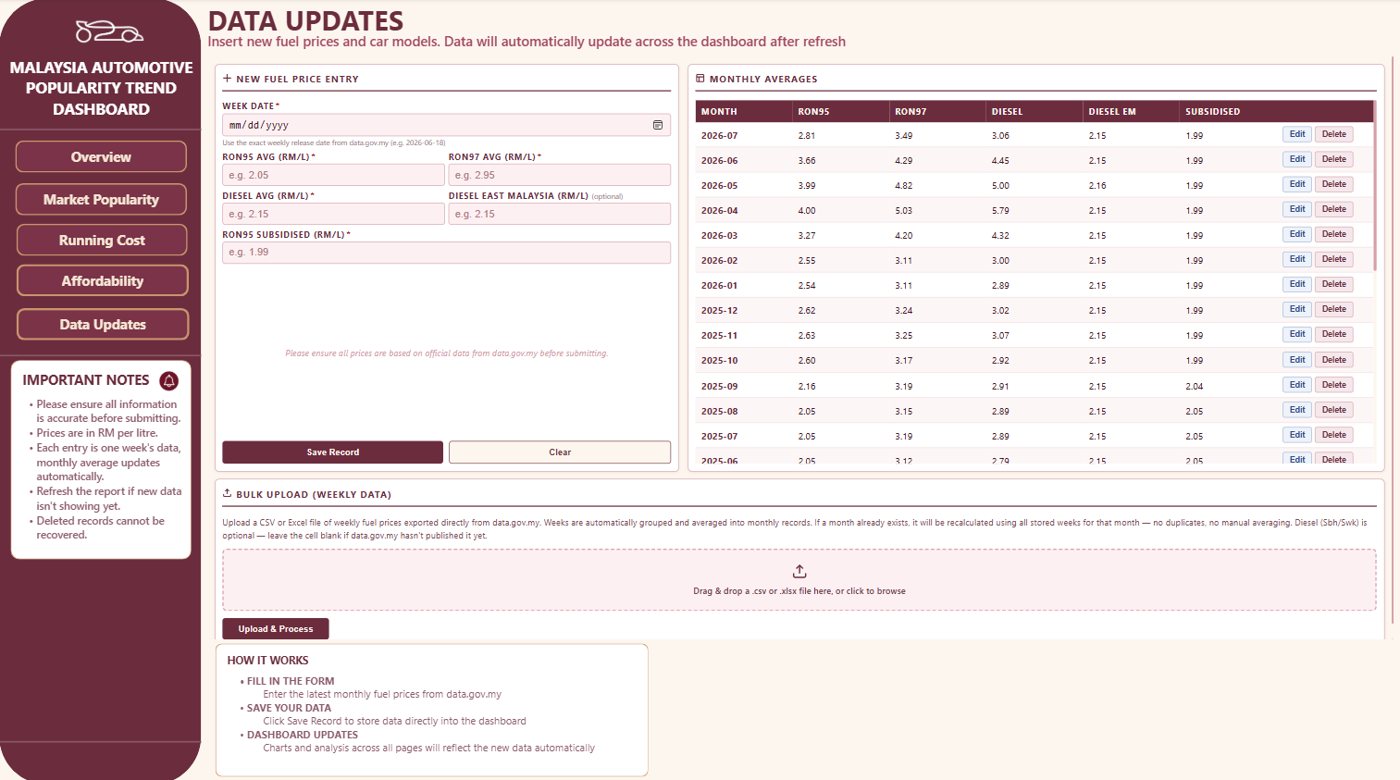 MALAYSIA AUTOMOTIVE
POPULARITY TREND
DASHBOARD
Overview
Market Popularity
Running Cost
Affordability
Data Updates
IMPORTANT NOTES
• Please ensure all information
is accurate before submitting.
• Prices are in RM per litre.
• Each entry is one week's data,
monthly average updates
automatically.
• Refresh the report if new data
isn't showing yet.
• Deleted records cannot be
recovered.
DATA UPDATES
Insert new fuel prices and car models. Data will automatically update across the dashboard after refresh
NEW FUEL PRICE ENTRY
WEEK DATE*
mm/dd/yyyy
Use the exact weekly release date from data.gov.my (e.g. 2026-06-18)
RON95 AVG (RM/L)* RON97 AVG (RM/L)*
e.g. 2.05 e.g. 2.95
DIESEL AVG (RM/L)* DIESEL EAST MALAYSIA (RM/L) (optional)
e.g. 2.15 e.g. 2.15
RON95 SUBSIDISED (RM/L)*
e.g. 1.99
Please ensure all prices are based on official data from data.gov.my before submitting.
Save Record Clear
MONTHLY AVERAGES
MONTH RON95 RON97 DIESEL DIESEL EM SUBSIDISED
2026-07 2.81 3.49 3.06 2.15 1.99 Edit Delete
2026-06 3.66 4.29 4.45 2.15 1.99 Edit Delete
2026-05 3.99 4.82 5.00 2.16 1.99 Edit Delete
2026-04 4.00 5.03 5.79 2.15 1.99 Edit Delete
2026-03 3.27 4.20 4.32 2.15 1.99 Edit Delete
2026-02 2.55 3.11 3.00 2.15 1.99 Edit Delete
2026-01 2.54 3.11 2.89 2.15 1.99 Edit Delete
2025-12 2.62 3.24 3.02 2.15 1.99 Edit Delete
2025-11 2.63 3.25 3.07 2.15 1.99 Edit Delete
2025-10 2.60 3.17 2.92 2.15 1.99 Edit Delete
2025-09 2.16 3.19 2.91 2.15 2.04 Edit Delete
2025-08 2.05 3.15 2.89 2.15 2.05 Edit Delete
2025-07 2.05 3.19 2.89 2.15 2.05 Edit Delete
2025-06 2.05 3.12 2.79 2.15 2.05 Edit Delete
BULK UPLOAD (WEEKLY DATA)
Upload a CSV or Excel file of weekly fuel prices exported directly from data.gov.my. Weeks are automatically grouped and averaged into monthly records. If a month already exists, it will be recalculated using all stored weeks for that month — no duplicates, no manual averaging. Diesel (Sbh/Swk) is
optional — leave the cell blank if data.gov.my hasn't published it yet.
Drag & drop a .csv or .xlsx file here, or click to browse
Upload & Process
HOW IT WORKS
• FILL IN THE FORM
Enter the latest monthly fuel prices from data.gov.my
• SAVE YOUR DATA
Click Save Record to store data directly into the dashboard
• DASHBOARD UPDATES
Charts and analysis across all pages will reflect the new data automatically